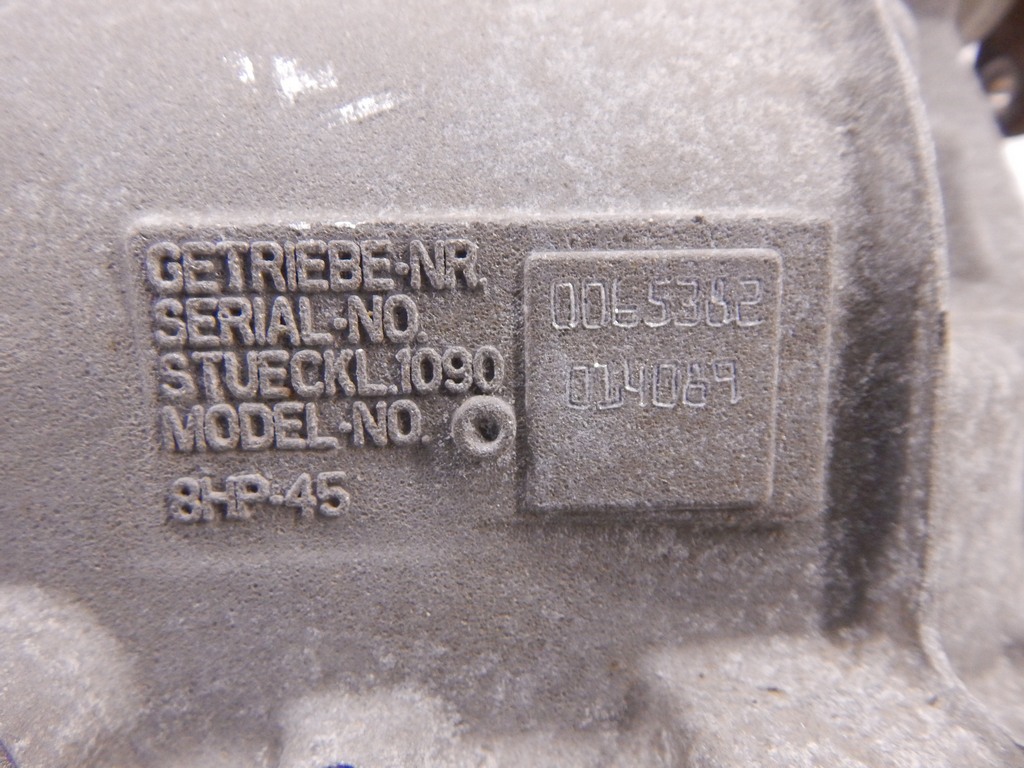 GETRIEBE-NR.
SERIAL-NO.
STUECKL.1090
MODEL-NO.
8HP-45
0065382
014069